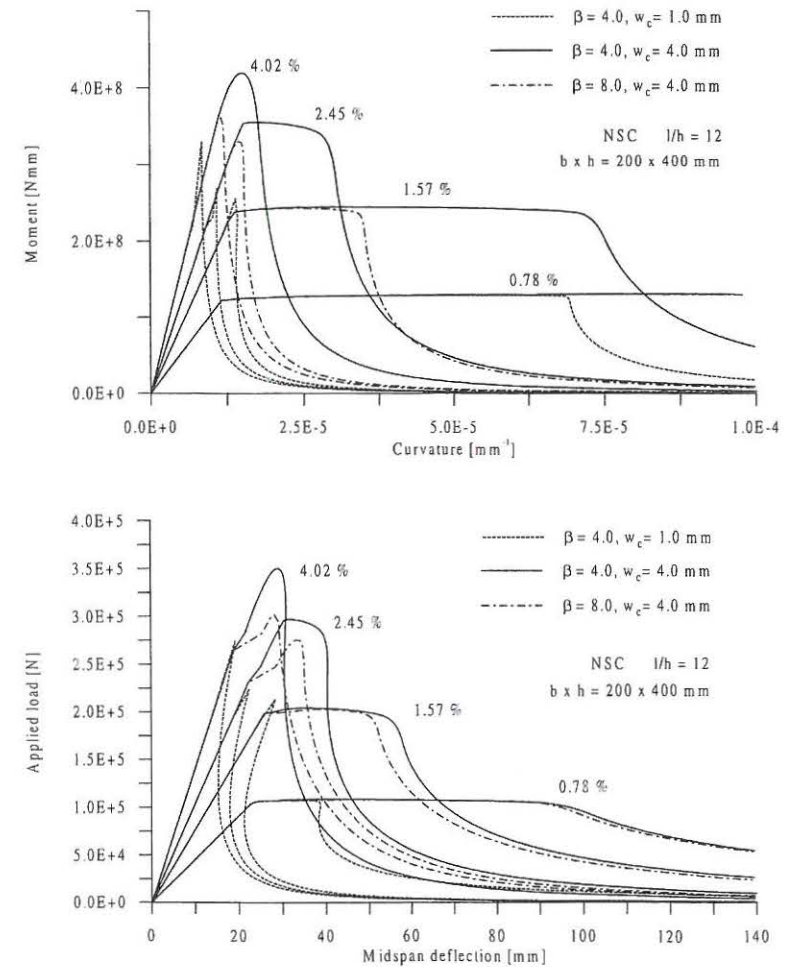 β = 4.0, w_c = 1.0 mm
β = 4.0, w_c = 4.0 mm
β = 8.0, w_c = 4.0 mm
NSC l/h = 12
b x h = 200 x 400 mm
4.02 %
2.45 %
1.57 %
0.78 %
4.0E+8
2.0E+8
0.0E+0
Moment [Nmm]
0.0E+0 2.5E-5 5.0E-5 7.5E-5 1.0E-4
Curvature [mm⁻¹]
β = 4.0, w_c = 1.0 mm
β = 4.0, w_c = 4.0 mm
β = 8.0, w_c = 4.0 mm
NSC l/h = 12
b x h = 200 x 400 mm
4.02 %
2.45 %
1.57 %
0.78 %
4.0E+5
3.5E+5
3.0E+5
2.5E+5
2.0E+5
1.5E+5
1.0E+5
5.0E+4
0.0E+0
Applied load [N]
0 20 40 60 80 100 120 140
Midspan deflection [mm]